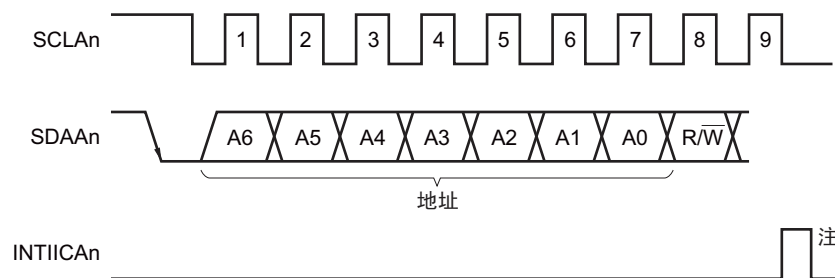 SCLAn 1 2 3 4 5 6 7 8 9
SDAAn A6 A5 A4 A3 A2 A1 A0 R/W̅
地址
INTIICAn 注